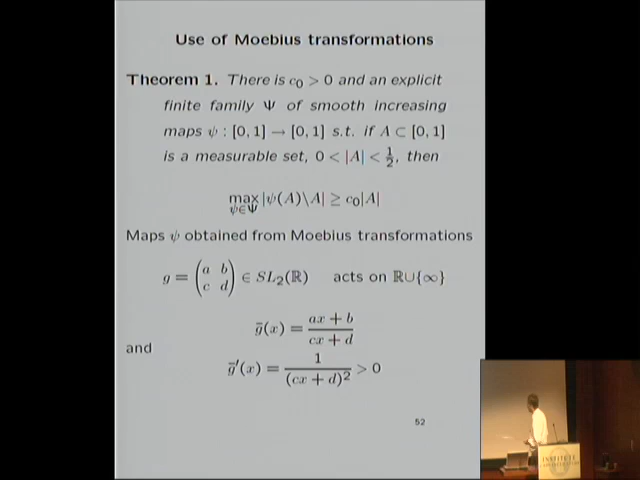 Use of Moebius transformations
Theorem 1. There is c₀ > 0 and an explicit
finite family Ψ of smooth increasing
maps ψ : [0, 1] → [0, 1] s.t. if A ⊂ [0, 1]
is a measurable set, 0 < |A| < 1/2, then
max_{ψ∈Ψ} |ψ(A)\A| ≥ c₀|A|
Maps ψ obtained from Moebius transformations
g = (a b; c d) ∈ SL₂(ℝ) acts on ℝ∪{∞}
ḡ(x) = (ax + b)/(cx + d)
and
ḡ′(x) = 1/(cx + d)² > 0
52
INSTITUTE